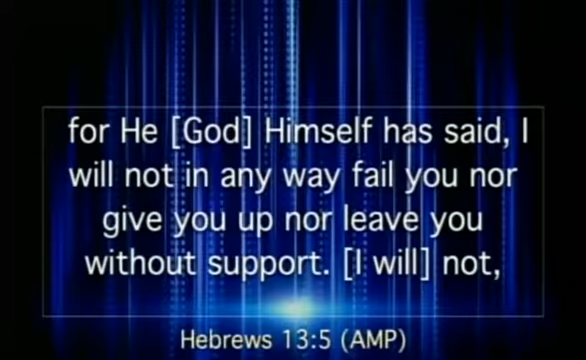 for He [God] Himself has said, I
will not in any way fail you nor
give you up nor leave you
without support. [I will] not,
Hebrews 13:5 (AMP)